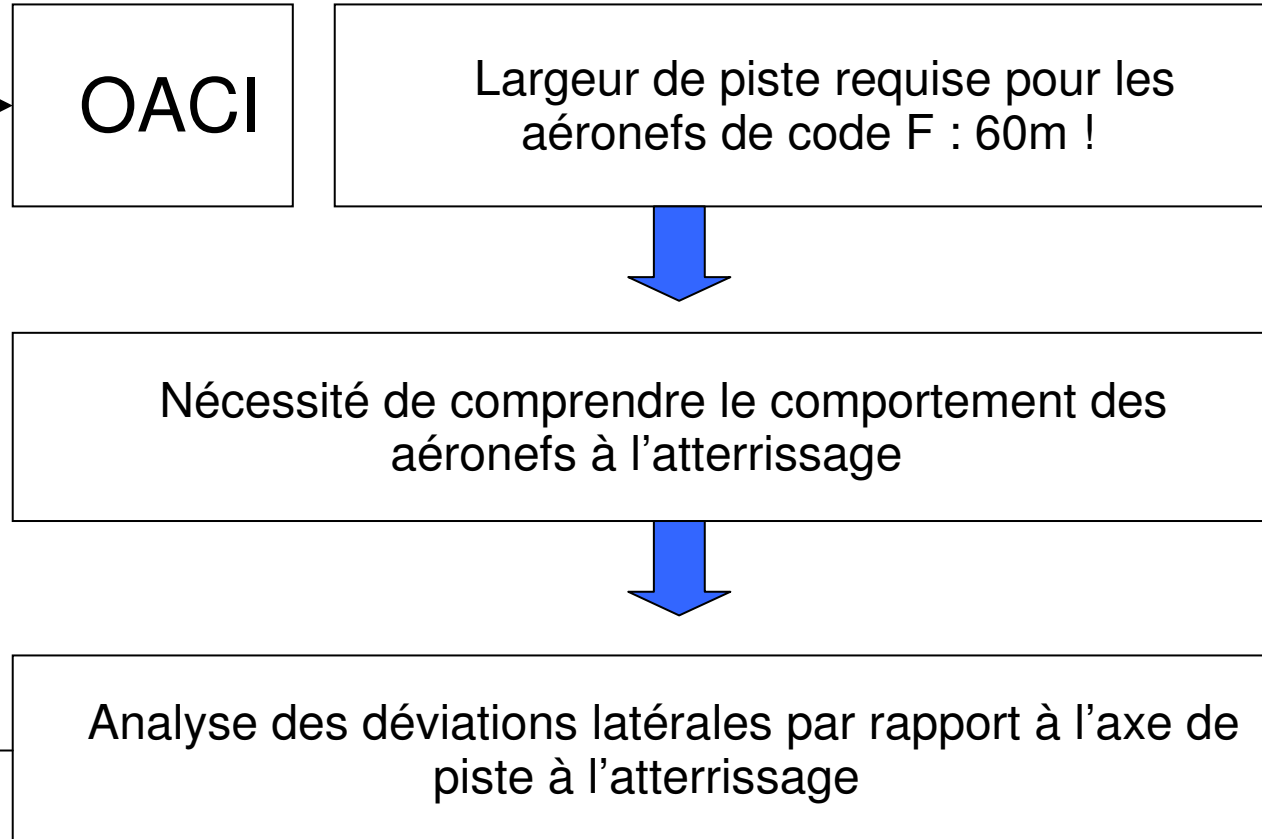 OACI
Largeur de piste requise pour les
aéronefs de code F : 60m !
Nécessité de comprendre le comportement des
aéronefs à l’atterrissage
Analyse des déviations latérales par rapport à l’axe de
piste à l’atterrissage